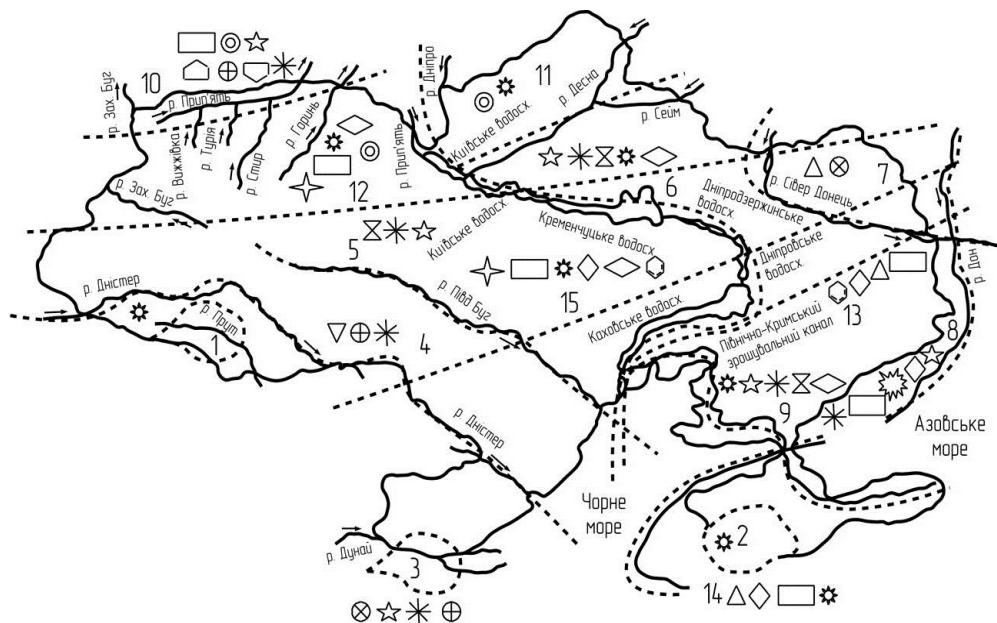 10
р. Зах. Буг
р. Прип'ять
р. Вижківка
р. Турія
р. Стир
р. Горинь
12
р. Прип'ять
р. Дніпро
11
р. Десна
Київське водосх.
р. Сейм
6
7
р. Сівер Донець
Дніпродзержинське
водосх.
р. Зах. Буг
5
Київське водосх.
Кременчуцьке водосх.
Дніпровське
водосх.
р. Дон
15
р. Півд Буг
Каховське водосх.
13
Північно-Кримський
зрошувальний канал
8
р. Дністер
р. Прут
1
4
9
Азовське
море
р. Дністер
Чорне
море
2
р. Дунай
3
14